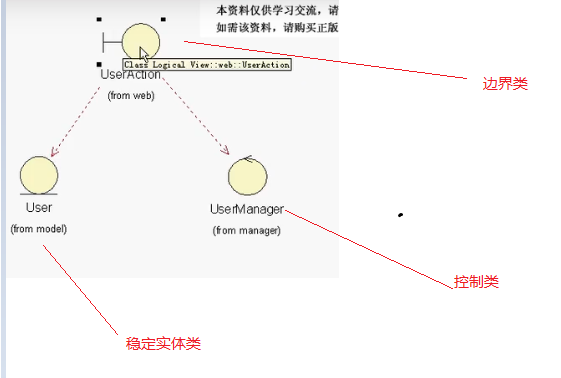 本资料仅供学习交流，请
如需该资料，请购买正版
Class Logical View::web::UserAction
UserAction
(from web)
边界类
User
(from model)
UserManager
(from manager)
控制类
稳定实体类